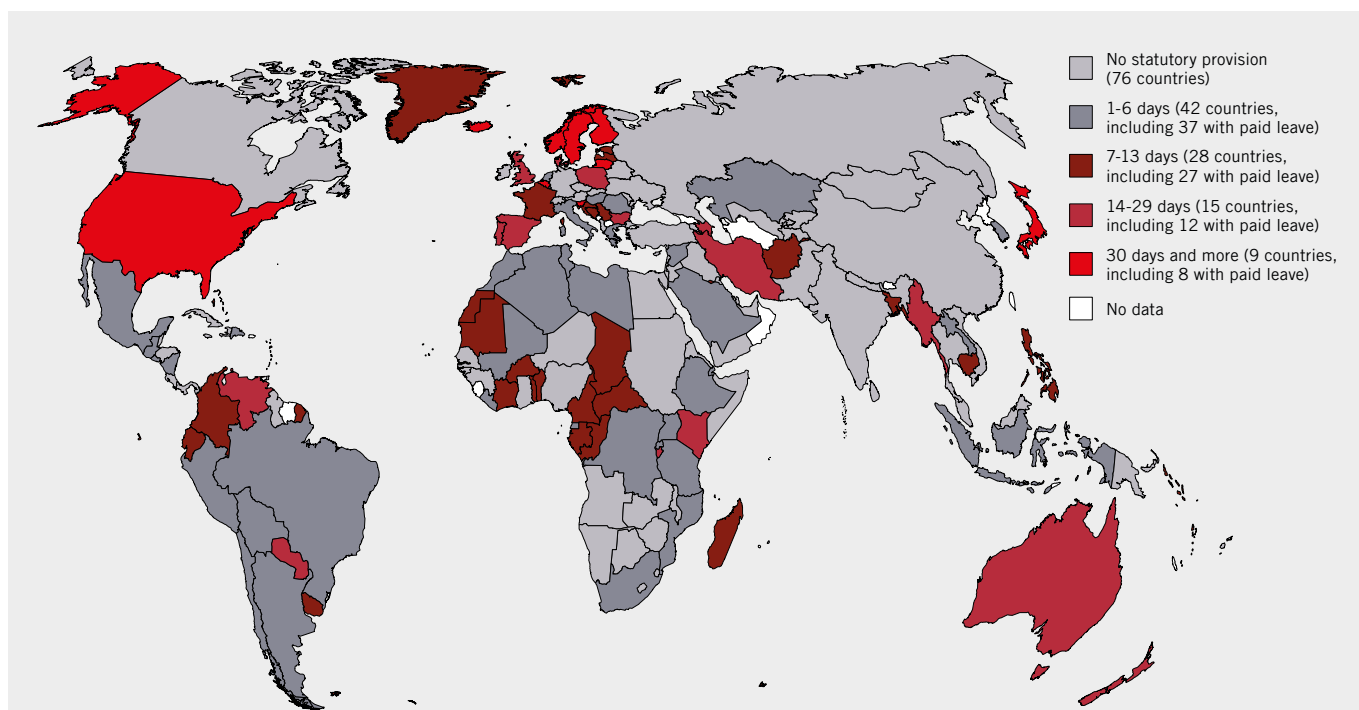 No statutory provision
(76 countries)
1-6 days (42 countries,
including 37 with paid leave)
7-13 days (28 countries,
including 27 with paid leave)
14-29 days (15 countries,
including 12 with paid leave)
30 days and more (9 countries,
including 8 with paid leave)
No data